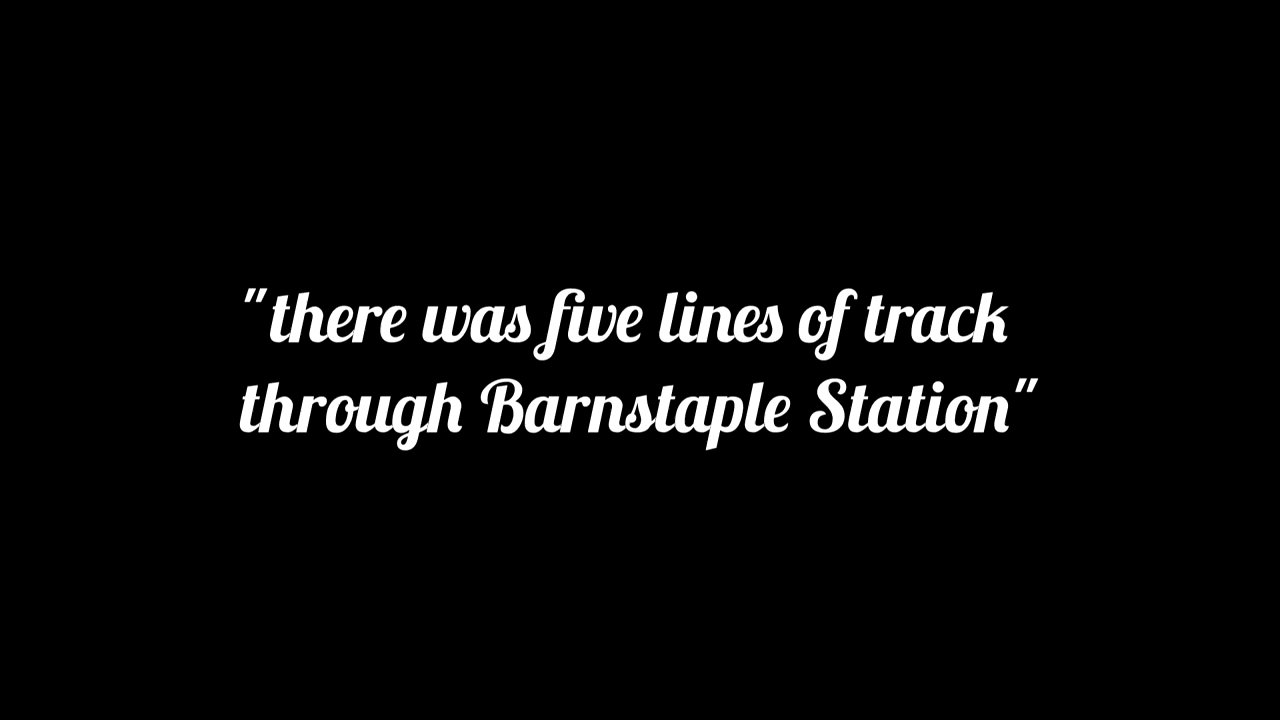 "there was five lines of track
through Barnstaple Station"